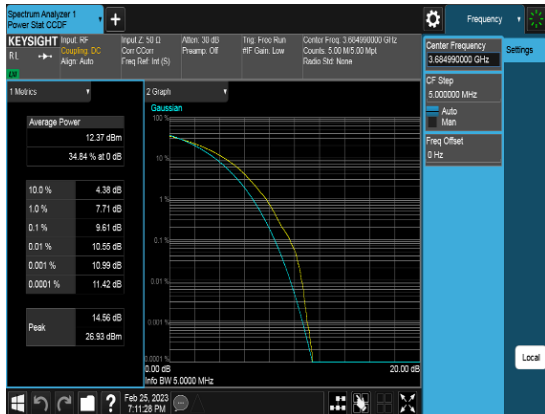 Spectrum Analyzer 1
Power Stat CCDF
+
Frequency
KEYSIGHT
RL
Input: RF
Coupling: DC
Align: Auto
Input Z: 50 Ω
Corr CCorr
Freq Ref: Int (S)
Atten: 30 dB
Preamp: Off
Trig: Free Run
#IF Gain: Low
Center Freq: 3.684990000 GHz
Counts: 5.00 M/5.00 Mpt
Radio Std: None
Center Frequency
3.684990000 GHz
Settings
CF Step
5.000000 MHz
Auto
Man
Freq Offset
0 Hz
Local
1 Metrics
Average Power
12.37 dBm
34.84 % at 0 dB
10.0 % 4.38 dB
1.0 % 7.71 dB
0.1 % 9.61 dB
0.01 % 10.55 dB
0.001 % 10.99 dB
0.0001 % 11.42 dB
Peak
14.56 dB
26.93 dBm
2 Graph
Gaussian
100 %
10 %
1 %
0.1 %
0.01 %
0.001 %
0.0001 %
0.00 dB 20.00 dB
Info BW 5.0000 MHz
?
Feb 25, 2023
7:11:28 PM